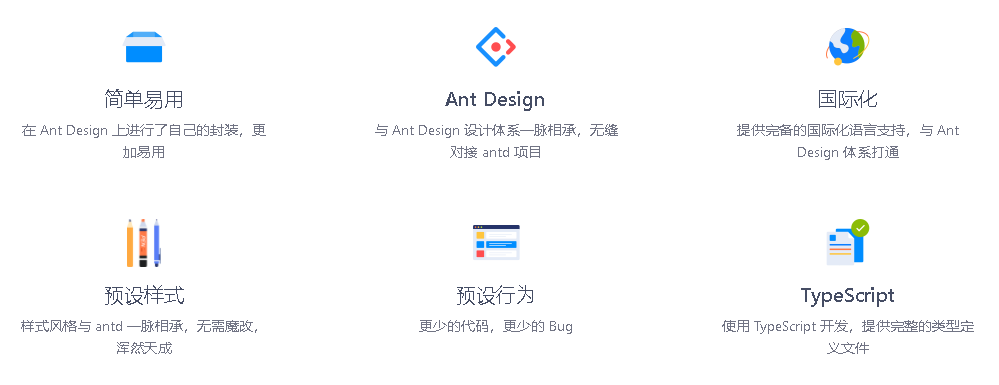 简单易用
在 Ant Design 上进行了自己的封装，更
加易用
Ant Design
与 Ant Design 设计体系一脉相承，无缝
对接 antd 项目
国际化
提供完备的国际化语言支持，与 Ant
Design 体系打通
预设样式
样式风格与 antd 一脉相承，无需魔改，
浑然天成
预设行为
更少的代码，更少的 Bug
TypeScript
使用 TypeScript 开发，提供完整的类型定
义文件